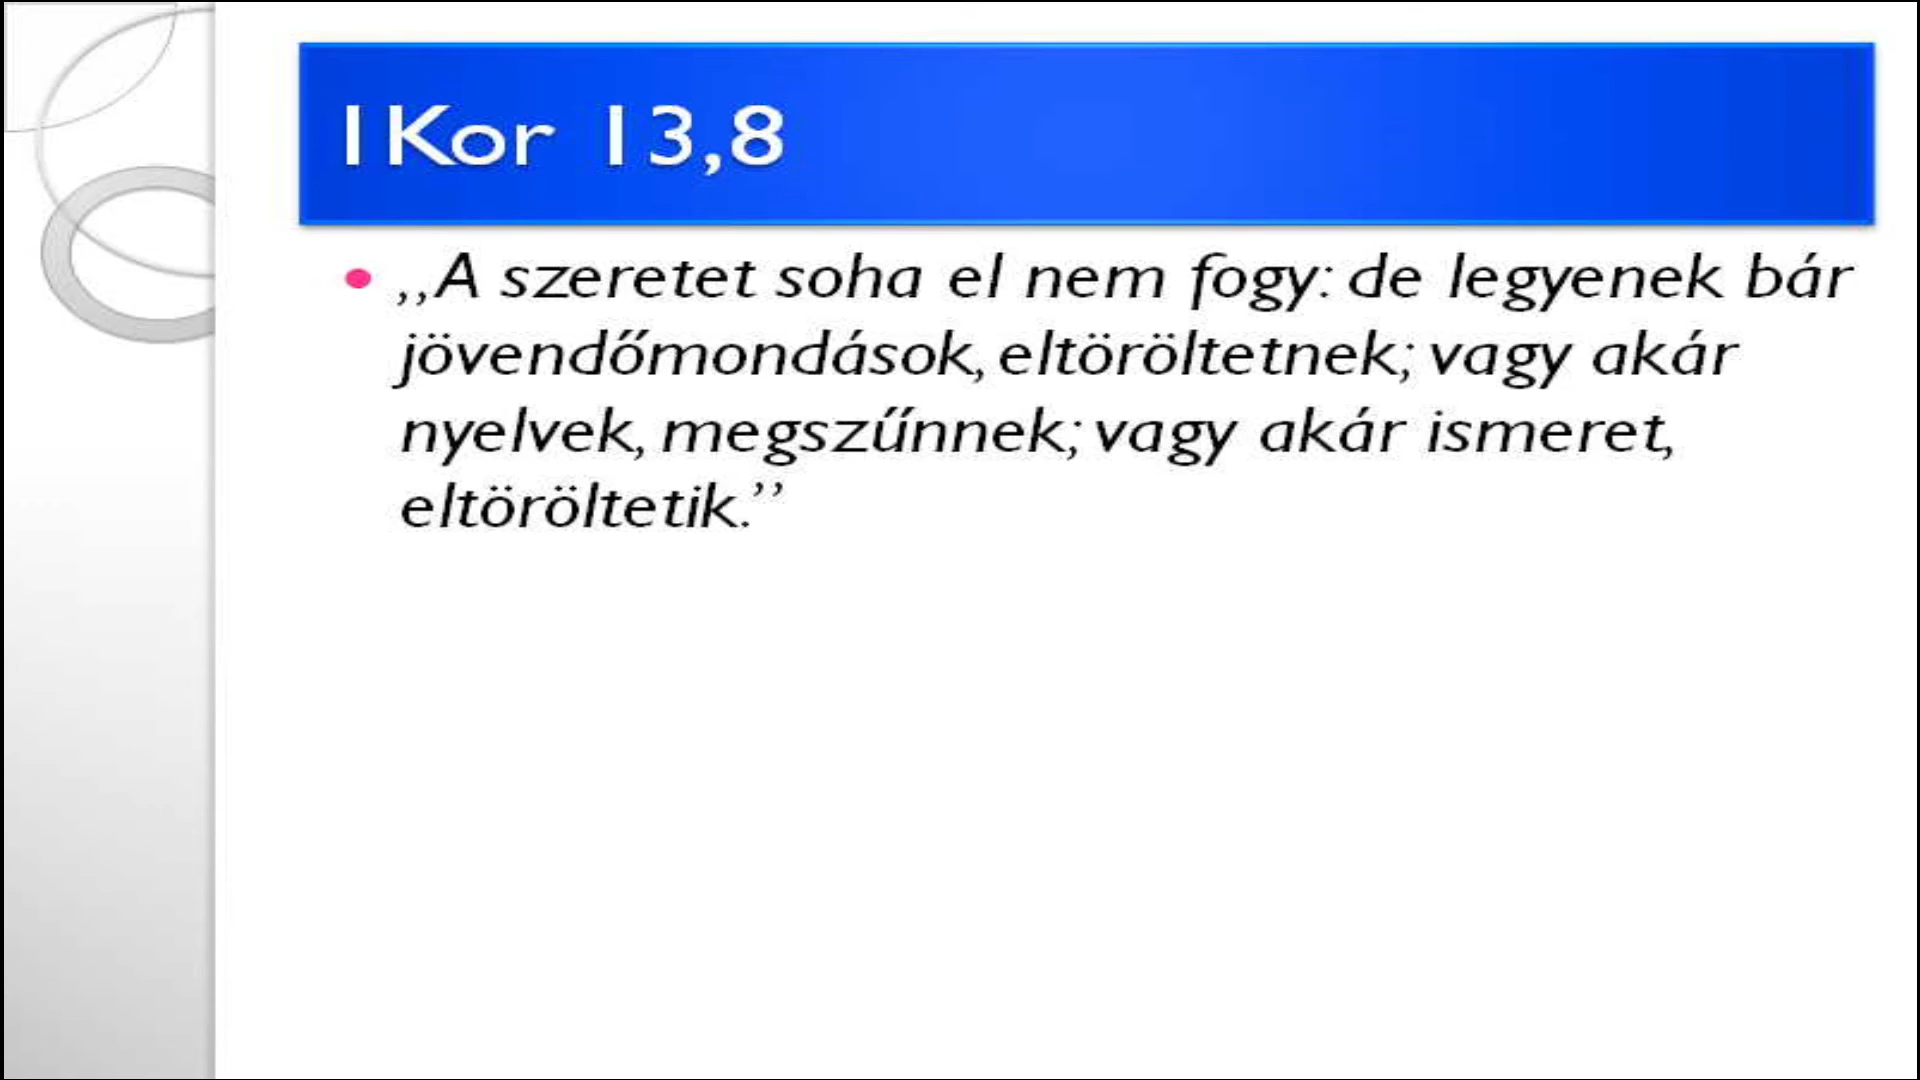 1Kor 13,8
• ,,A szeretet soha el nem fogy: de legyenek bár
jövendőmondások, eltöröltetnek; vagy akár
nyelvek, megszűnnek; vagy akár ismeret,
eltöröltetik.’’